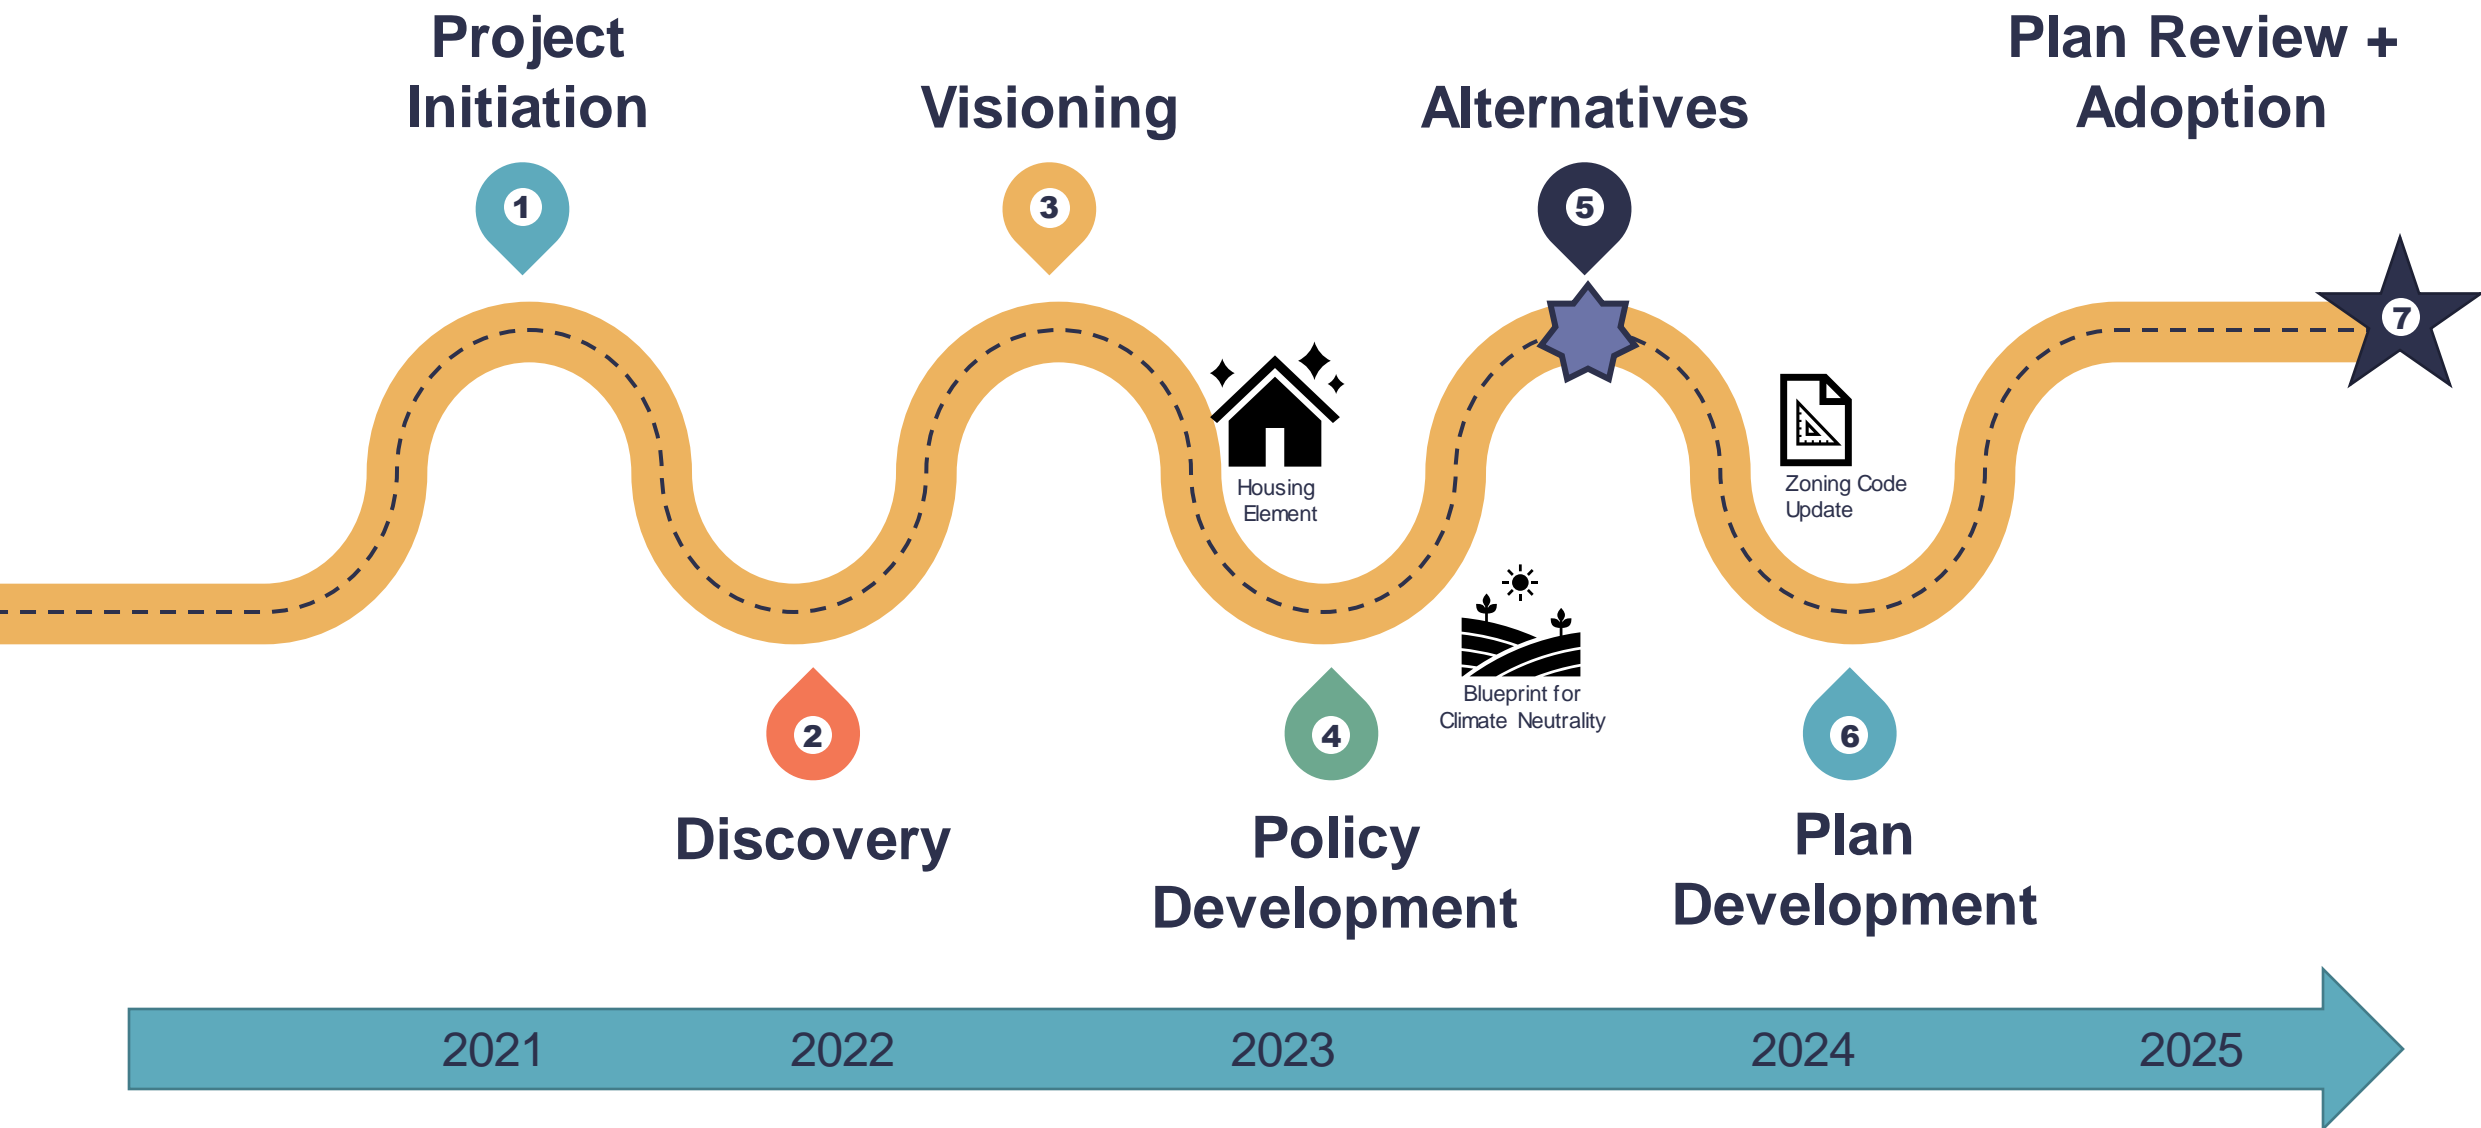 Project
Initiation
Visioning
Alternatives
Plan Review +
Adoption
1
3
5
7
Housing
Element
Zoning Code
Update
Blueprint for
Climate Neutrality
2
4
6
Discovery
Policy
Development
Plan
Development
2021
2022
2023
2024
2025